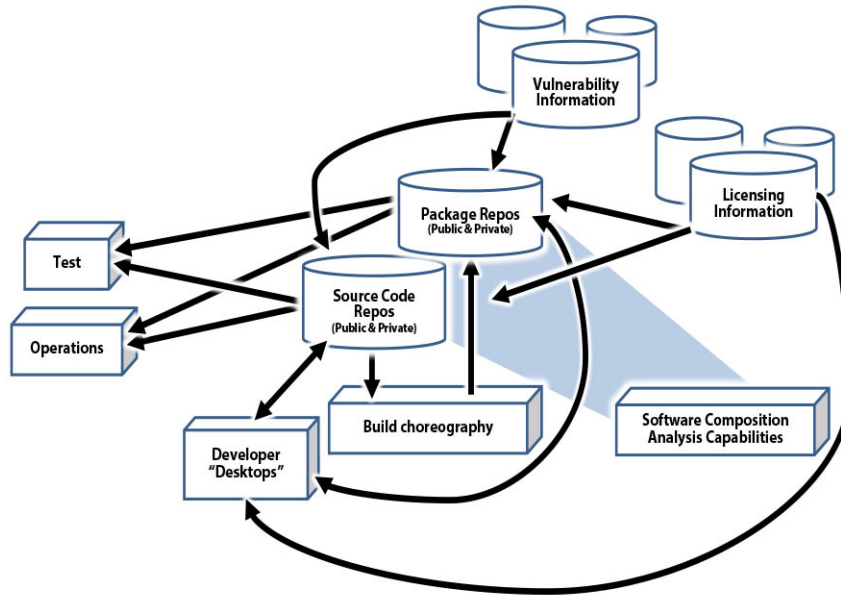 Vulnerability
Information
Licensing
Information
Package Repos
(Public & Private)
Test
Source Code
Repos
(Public & Private)
Operations
Build choreography
Software Composition
Analysis Capabilities
Developer
“Desktops”